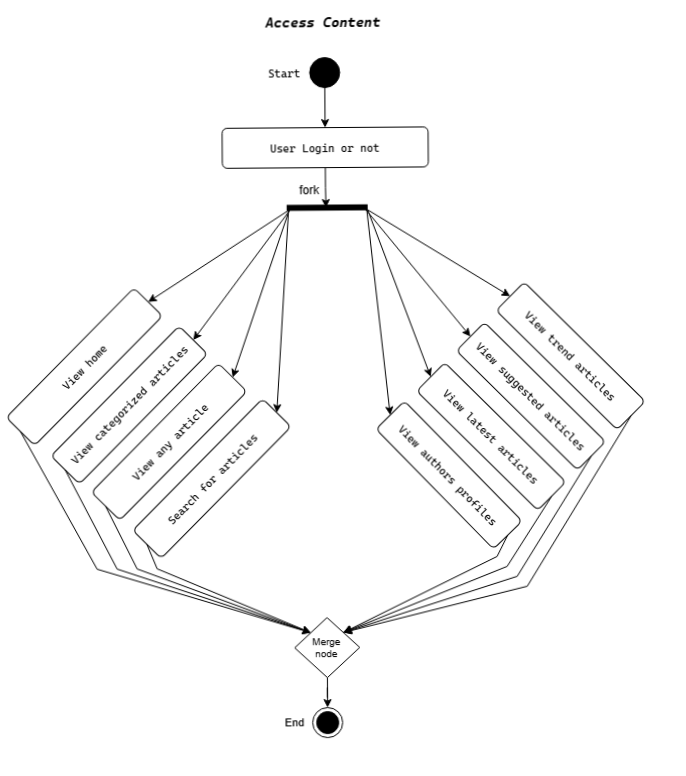 Access Content
Start
User Login or not
fork
View home
View categorized articles
View any article
Search for articles
View authors profiles
View latest articles
View suggested articles
View trend articles
Merge
node
End